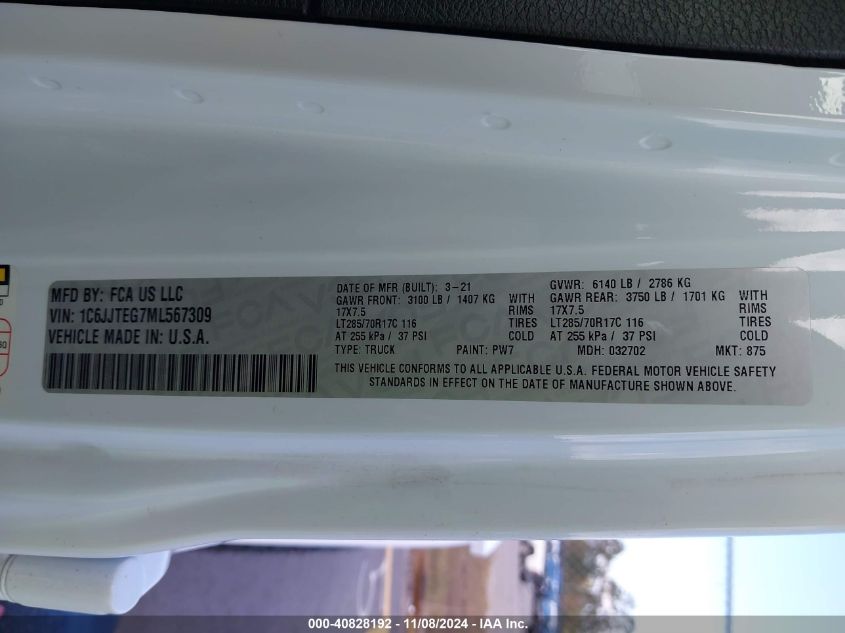 MFD BY: FCA US LLC
VIN: 1C6JJTEG7ML567309
VEHICLE MADE IN: U.S.A.
DATE OF MFR (BUILT): 3-21 GVWR: 6140 LB / 2786 KG
GAWR FRONT: 3100 LB / 1407 KG WITH GAWR REAR: 3750 LB / 1701 KG WITH
17X7.5 RIMS 17X7.5 RIMS
LT285/70R17C 116 TIRES LT285/70R17C 116 TIRES
AT 255 kPa / 37 PSI COLD AT 255 kPa / 37 PSI COLD
TYPE: TRUCK PAINT: PW7 MDH: 032702 MKT: 875
THIS VEHICLE CONFORMS TO ALL APPLICABLE U.S.A. FEDERAL MOTOR VEHICLE SAFETY
STANDARDS IN EFFECT ON THE DATE OF MANUFACTURE SHOWN ABOVE.
000-40828192 - 11/08/2024 - IAA Inc.